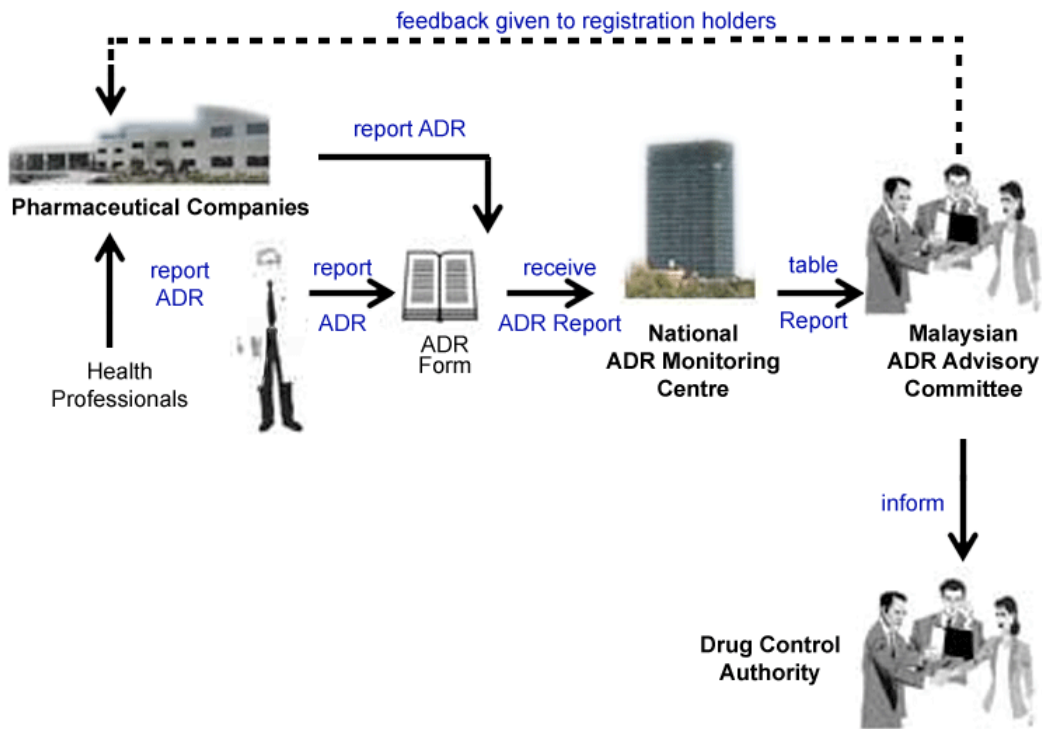 feedback given to registration holders
report ADR
Pharmaceutical Companies
report
ADR
report
ADR
receive
ADR Report
table
Report
ADR
Form
National
ADR Monitoring
Centre
Malaysian
ADR Advisory
Committee
Health
Professionals
inform
Drug Control
Authority